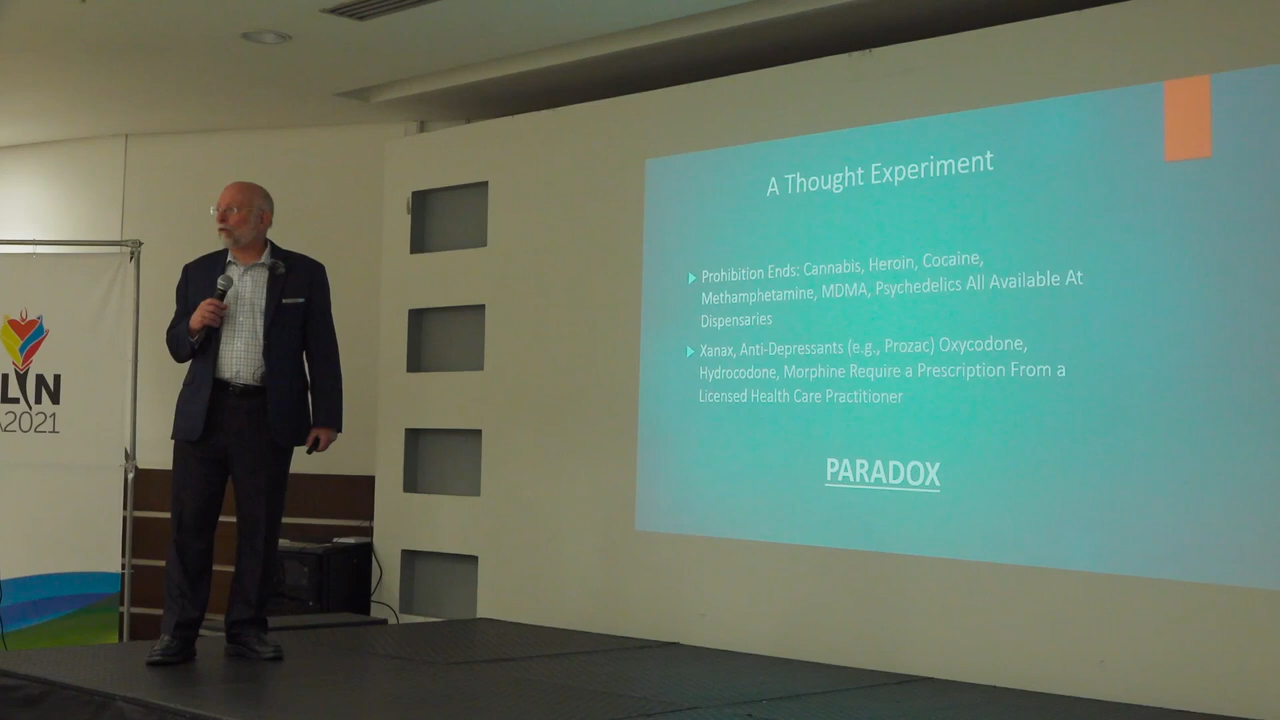 LIN
2021
A Thought Experiment
Prohibition Ends: Cannabis, Heroin, Cocaine,
Methamphetamine, MDMA, Psychedelics All Available At
Dispensaries
Xanax, Anti-Depressants (e.g., Prozac) Oxycodone,
Hydrocodone, Morphine Require a Prescription From a
Licensed Health Care Practitioner
PARADOX